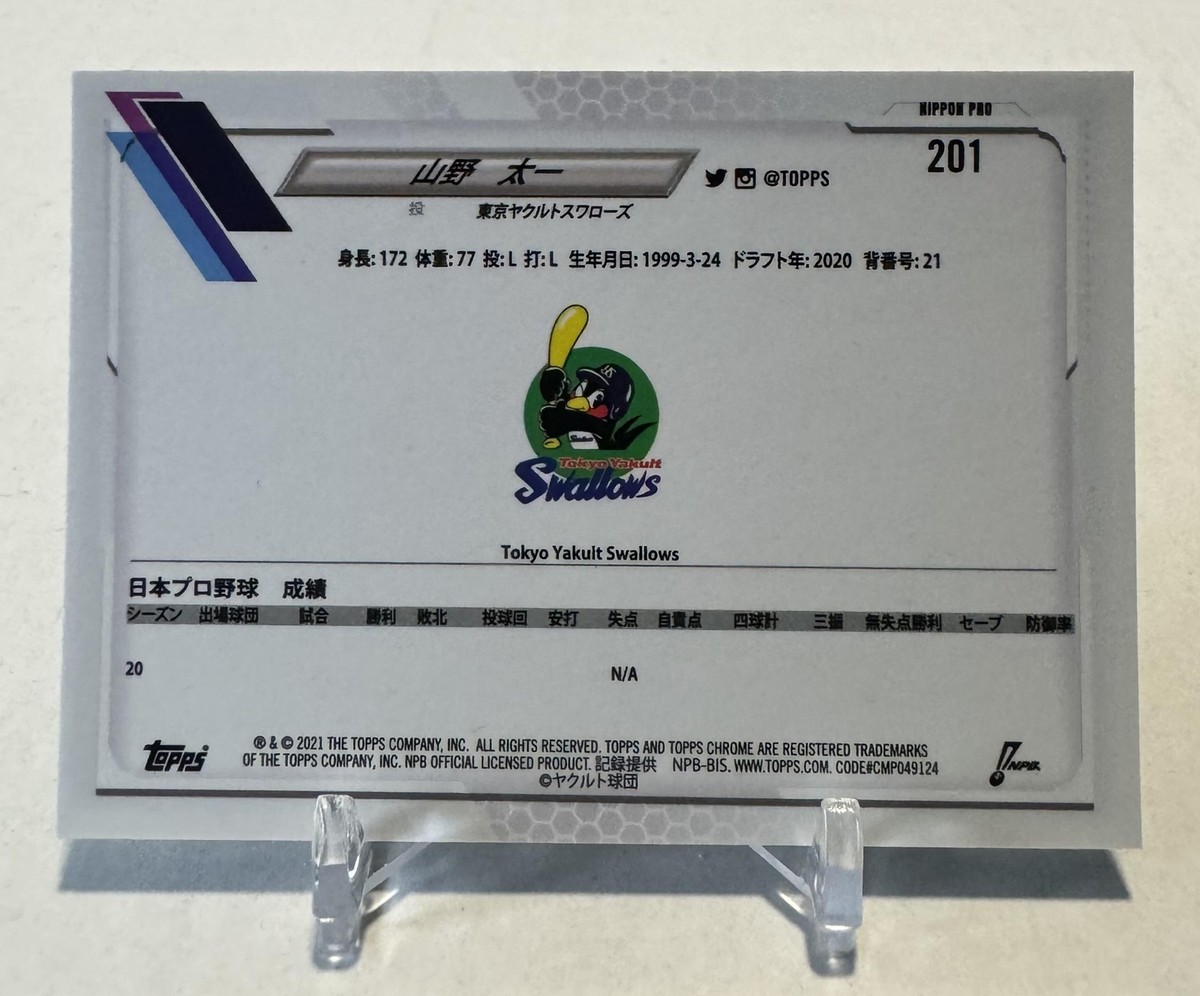 NIPPON PRO
201
山野 太一
@TOPPS
投 東京ヤクルトスワローズ
身長: 172 体重: 77 投: L 打: L 生年月日: 1999-3-24 ドラフト年: 2020 背番号: 21
Tokyo Yakult
Swallows
Tokyo Yakult Swallows
日本プロ野球 成績
シーズン 出場球団 試合 勝利 敗北 投球回 安打 失点 自責点 四球計 三振 無失点勝利 セーブ 防御率
20 N/A
topps
® & © 2021 THE TOPPS COMPANY, INC. ALL RIGHTS RESERVED. TOPPS AND TOPPS CHROME ARE REGISTERED TRADEMARKS
OF THE TOPPS COMPANY, INC. NPB OFFICIAL LICENSED PRODUCT. 記録提供 NPB-BIS. WWW.TOPPS.COM. CODE#CMP049124
©ヤクルト球団
NPB